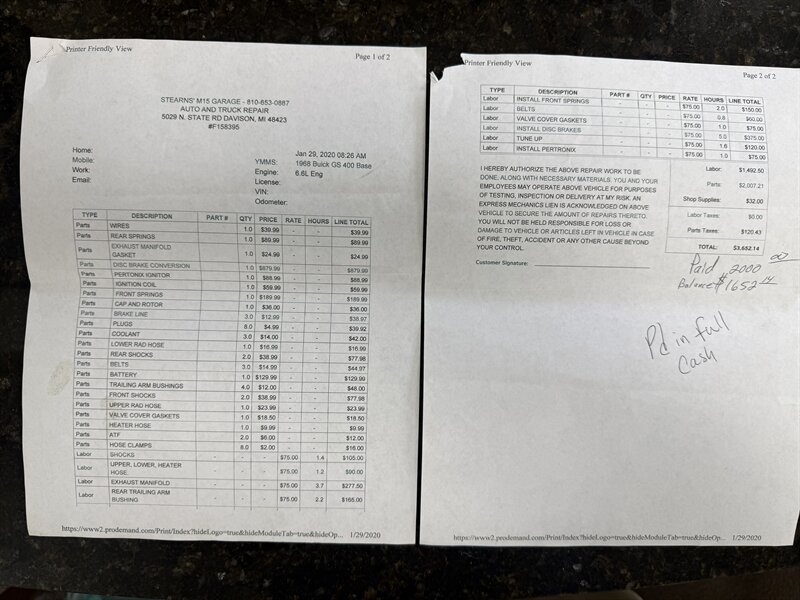 Printer Friendly View
Page 1 of 2
STEARNS' M15 GARAGE - 810-653-0887
AUTO AND TRUCK REPAIR
5029 N. STATE RD DAVISON, MI 48423
#F158395
Home:
Mobile:
Work:
Email:
Jan 29, 2020 08:26 AM
YMMS: 1968 Buick GS 400 Base
Engine: 6.6L Eng
License:
VIN:
Odometer:
TYPE DESCRIPTION PART # QTY PRICE RATE HOURS LINE TOTAL
Parts WIRES - 1.0 $39.99 - - $39.99
Parts REAR SPRINGS - 1.0 $89.99 - - $89.99
Parts EXHAUST MANIFOLD GASKET - 1.0 $24.99 - - $24.99
Parts DISC BRAKE CONVERSION - 1.0 $879.99 - - $879.99
Parts PERTONIX IGNITOR - 1.0 $88.99 - - $88.99
Parts IGNITION COIL - 1.0 $59.99 - - $59.99
Parts FRONT SPRINGS - 1.0 $189.99 - - $189.99
Parts CAP AND ROTOR - 1.0 $36.00 - - $36.00
Parts BRAKE LINE - 3.0 $12.99 - - $38.97
Parts PLUGS - 8.0 $4.99 - - $39.92
Parts COOLANT - 3.0 $14.00 - - $42.00
Parts LOWER RAD HOSE - 1.0 $16.99 - - $16.99
Parts REAR SHOCKS - 2.0 $38.99 - - $77.98
Parts BELTS - 3.0 $14.99 - - $44.97
Parts BATTERY - 1.0 $129.99 - - $129.99
Parts TRAILING ARM BUSHINGS - 4.0 $12.00 - - $48.00
Parts FRONT SHOCKS - 2.0 $38.99 - - $77.98
Parts UPPER RAD HOSE - 1.0 $23.99 - - $23.99
Parts VALVE COVER GASKETS - 1.0 $18.50 - - $18.50
Parts HEATER HOSE - 1.0 $9.99 - - $9.99
Parts ATF - 2.0 $6.00 - - $12.00
Parts HOSE CLAMPS - 8.0 $2.00 - - $16.00
Labor SHOCKS - - - $75.00 1.4 $105.00
Labor UPPER, LOWER, HEATER HOSE - - - $75.00 1.2 $90.00
Labor EXHAUST MANIFOLD - - - $75.00 3.7 $277.50
Labor REAR TRAILING ARM BUSHING - - - $75.00 2.2 $165.00
https://www2.prodemand.com/Print/Index?hideLogo=true&hideModuleTab=true&hideOp... 1/29/2020
Printer Friendly View
Page 2 of 2
TYPE DESCRIPTION PART # QTY PRICE RATE HOURS LINE TOTAL
Labor INSTALL FRONT SPRINGS - - - $75.00 2.0 $150.00
Labor BELTS - - - $75.00 0.8 $60.00
Labor VALVE COVER GASKETS - - - $75.00 1.0 $75.00
Labor INSTALL DISC BRAKES - - - $75.00 5.0 $375.00
Labor TUNE UP - - - $75.00 1.6 $120.00
Labor INSTALL PERTRONIX - - - $75.00 1.0 $75.00
I HEREBY AUTHORIZE THE ABOVE REPAIR WORK TO BE
DONE, ALONG WITH NECESSARY MATERIALS. YOU AND YOUR
EMPLOYEES MAY OPERATE ABOVE VEHICLE FOR PURPOSES
OF TESTING, INSPECTION OR DELIVERY AT MY RISK. AN
EXPRESS MECHANICS LIEN IS ACKNOWLEDGED ON ABOVE
VEHICLE TO SECURE THE AMOUNT OF REPAIRS THERETO.
YOU WILL NOT BE HELD RESPONSIBLE FOR LOSS OR
DAMAGE TO VEHICLE OR ARTICLES LEFT IN VEHICLE IN CASE
OF FIRE, THEFT, ACCIDENT OR ANY OTHER CAUSE BEYOND
YOUR CONTROL.
Customer Signature:
Labor: $1,492.50
Parts: $2,007.21
Shop Supplies: $32.00
Labor Taxes: $0.00
Parts Taxes: $120.43
TOTAL: $3,652.14
Paid 2000 00
Balance $1652 14
Pd in full
Cash
https://www2.prodemand.com/Print/Index?hideLogo=true&hideModuleTab=true&hideOp... 1/29/2020